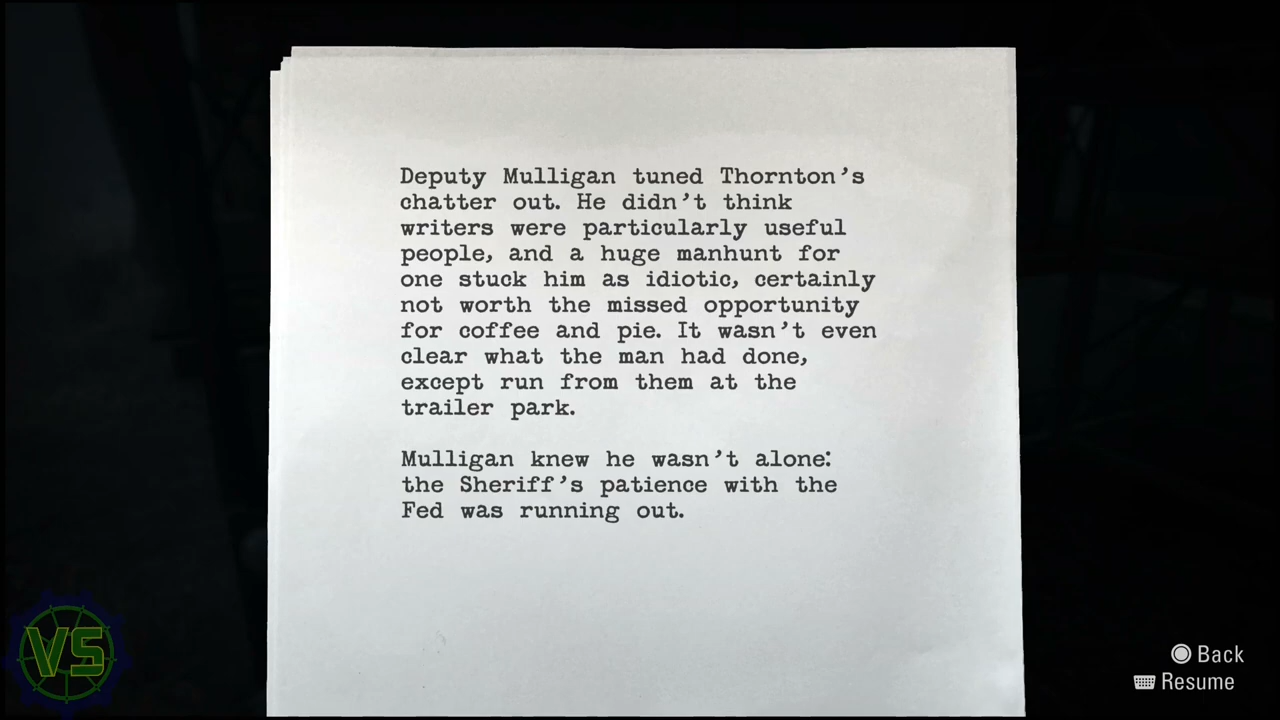 Deputy Mulligan tuned Thornton's
chatter out. He didn't think
writers were particularly useful
people, and a huge manhunt for
one stuck him as idiotic, certainly
not worth the missed opportunity
for coffee and pie. It wasn't even
clear what the man had done,
except run from them at the
trailer park.
Mulligan knew he wasn't alone:
the Sheriff's patience with the
Fed was running out.
VS
Back
Resume